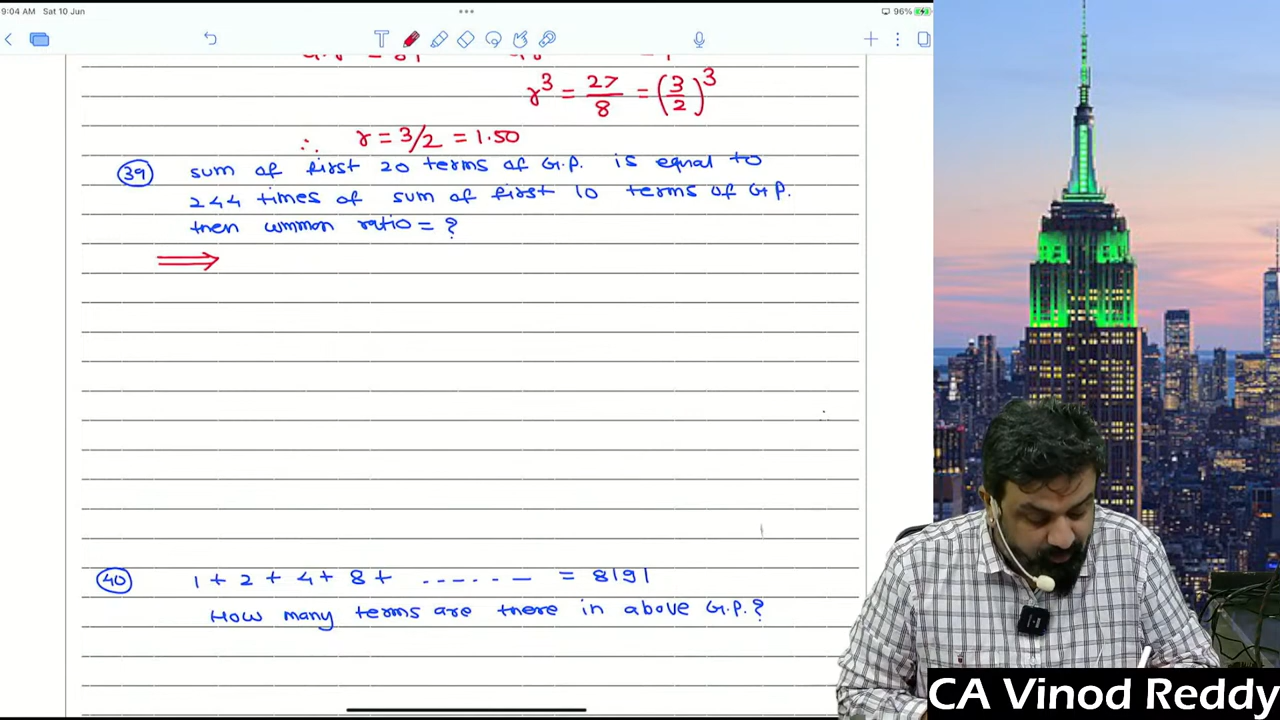 9:04 AM Sat 10 Jun
96%
r³ = 27/8 = (3/2)³
∴ r = 3/2 = 1.50
39 sum of first 20 terms of G.P. is equal to
244 times of sum of first 10 terms of G.P.
then common ratio = ?
⟹
40 1 + 2 + 4 + 8 + ------ = 8191
How many terms are there in above G.P.?
CA Vinod Reddy